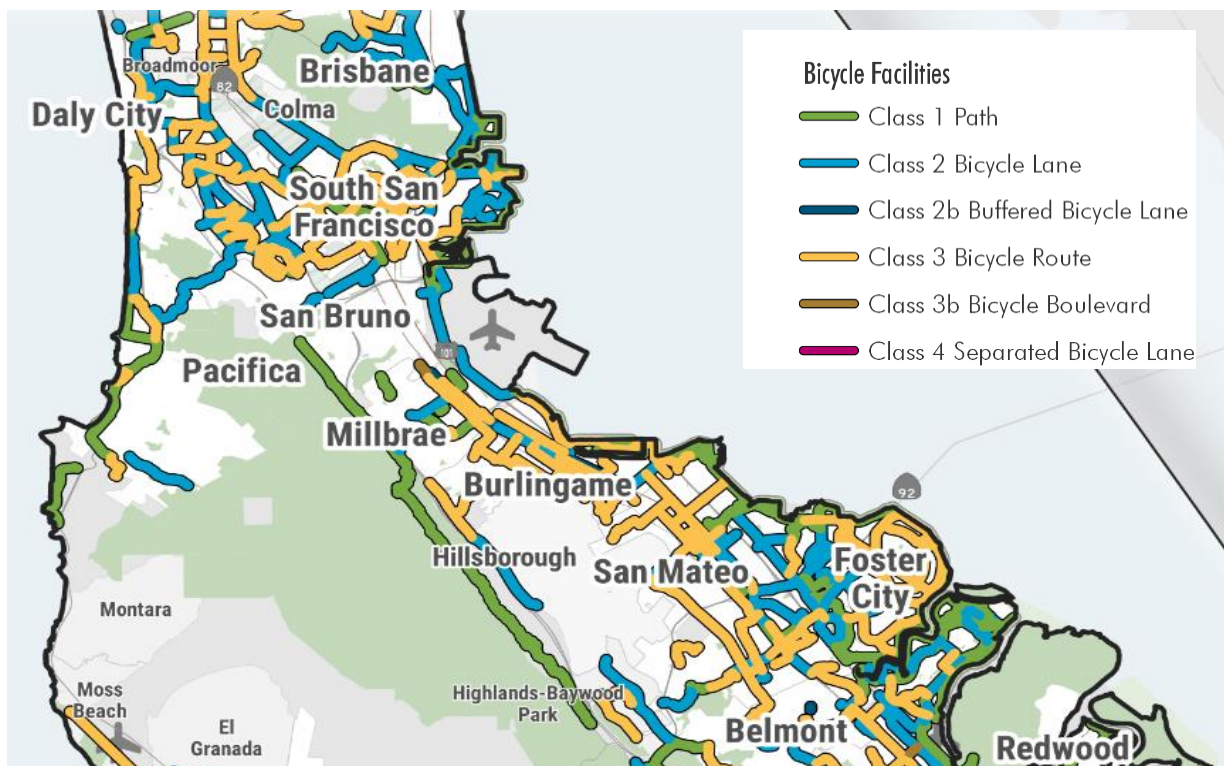 Broadmoor
82
Brisbane
Daly City
Colma
South San
Francisco
San Bruno
101
Pacifica
Millbrae
Burlingame
92
Hillsborough
San Mateo
Foster
City
Montara
Moss
Beach
El
Granada
Highlands-Baywood
Park
Belmont
Redwood
Bicycle Facilities
Class 1 Path
Class 2 Bicycle Lane
Class 2b Buffered Bicycle Lane
Class 3 Bicycle Route
Class 3b Bicycle Boulevard
Class 4 Separated Bicycle Lane